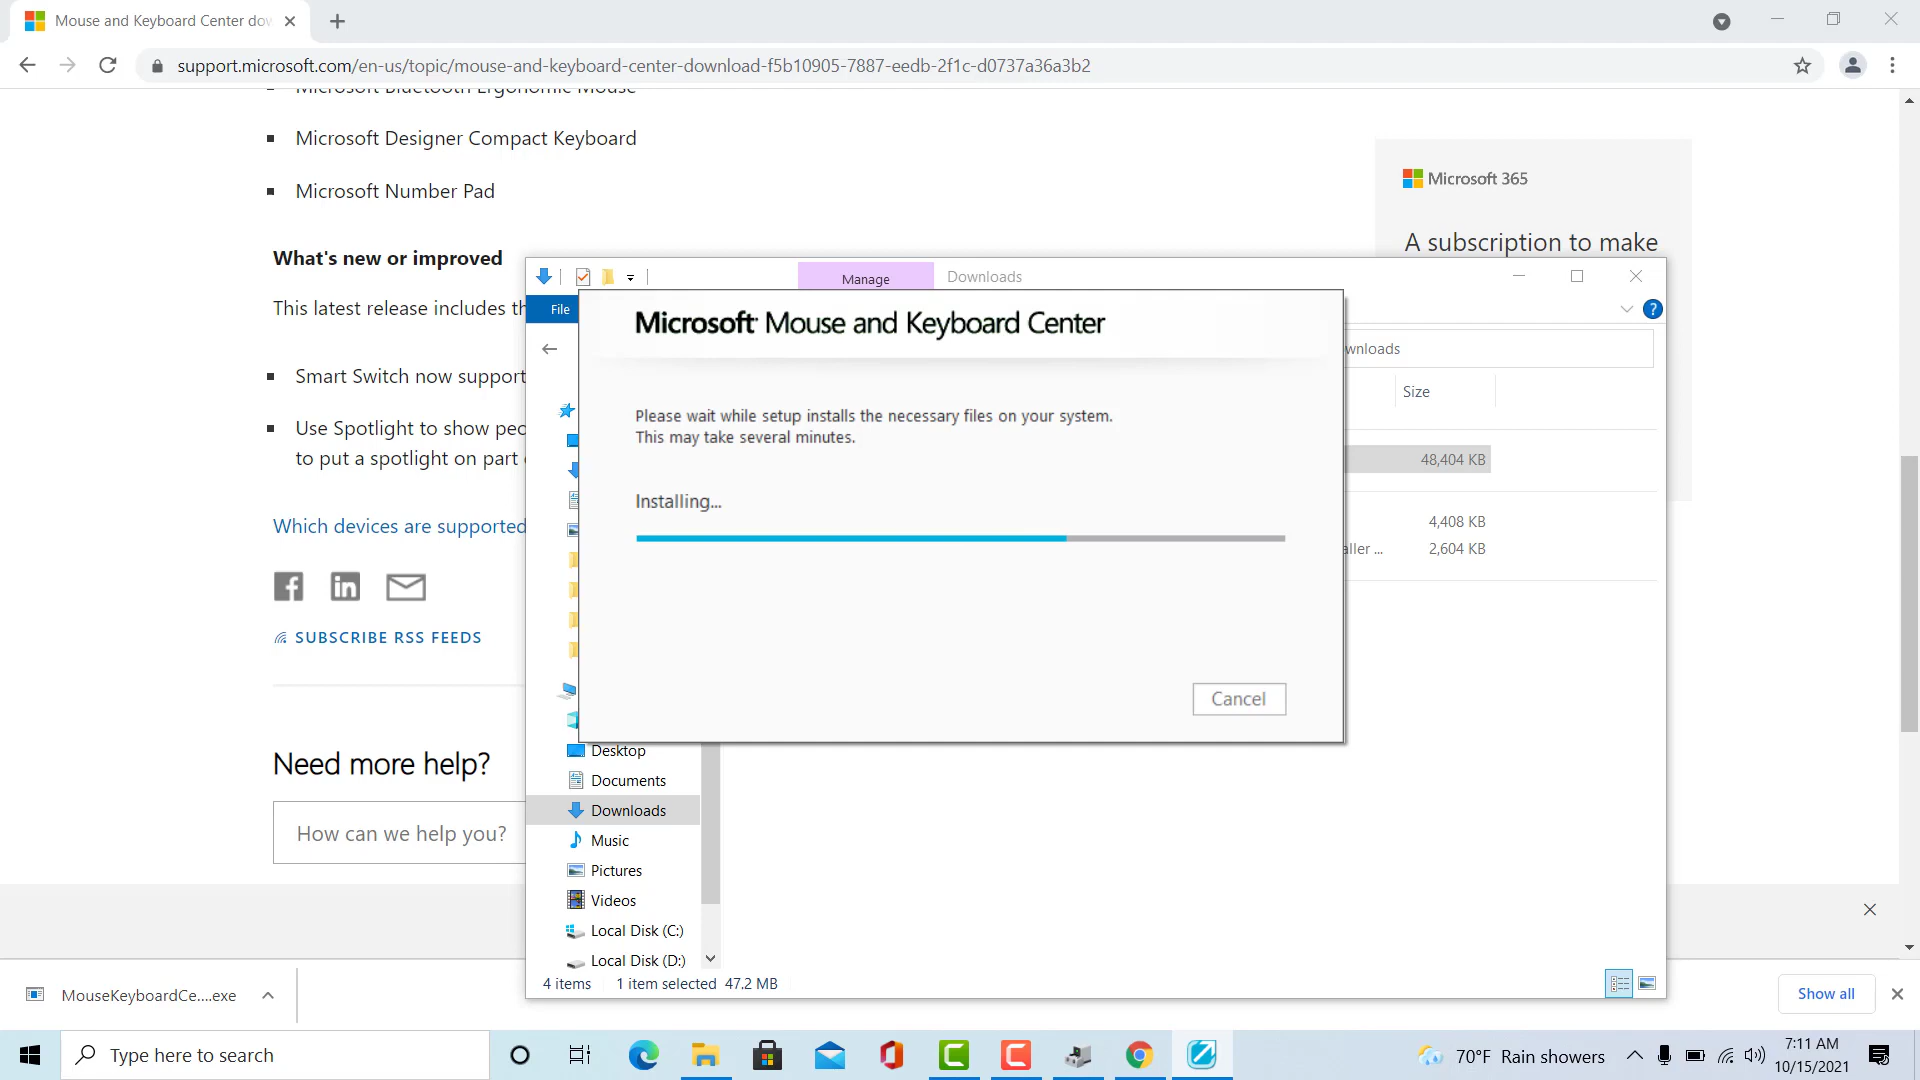 Mouse and Keyboard Center dow
support.microsoft.com/en-us/topic/mouse-and-keyboard-center-download-f5b10905-7887-eedb-2f1c-d0737a36a3b2
Microsoft Bluetooth Ergonomic Mouse
Microsoft Designer Compact Keyboard
Microsoft Number Pad
What's new or improved
This latest release includes th
Smart Switch now support
Use Spotlight to show peo
to put a spotlight on part
Which devices are supported
SUBSCRIBE RSS FEEDS
Need more help?
How can we help you?
Microsoft 365
A subscription to make
Manage
Downloads
File
wnloads
Size
48,404 KB
4,408 KB
aller ...
2,604 KB
Microsoft Mouse and Keyboard Center
Please wait while setup installs the necessary files on your system.
This may take several minutes.
Installing...
Cancel
Desktop
Documents
Downloads
Music
Pictures
Videos
Local Disk (C:)
Local Disk (D:)
4 items
1 item selected 47.2 MB
MouseKeyboardCe....exe
Show all
Type here to search
70°F Rain showers
7:11 AM
10/15/2021